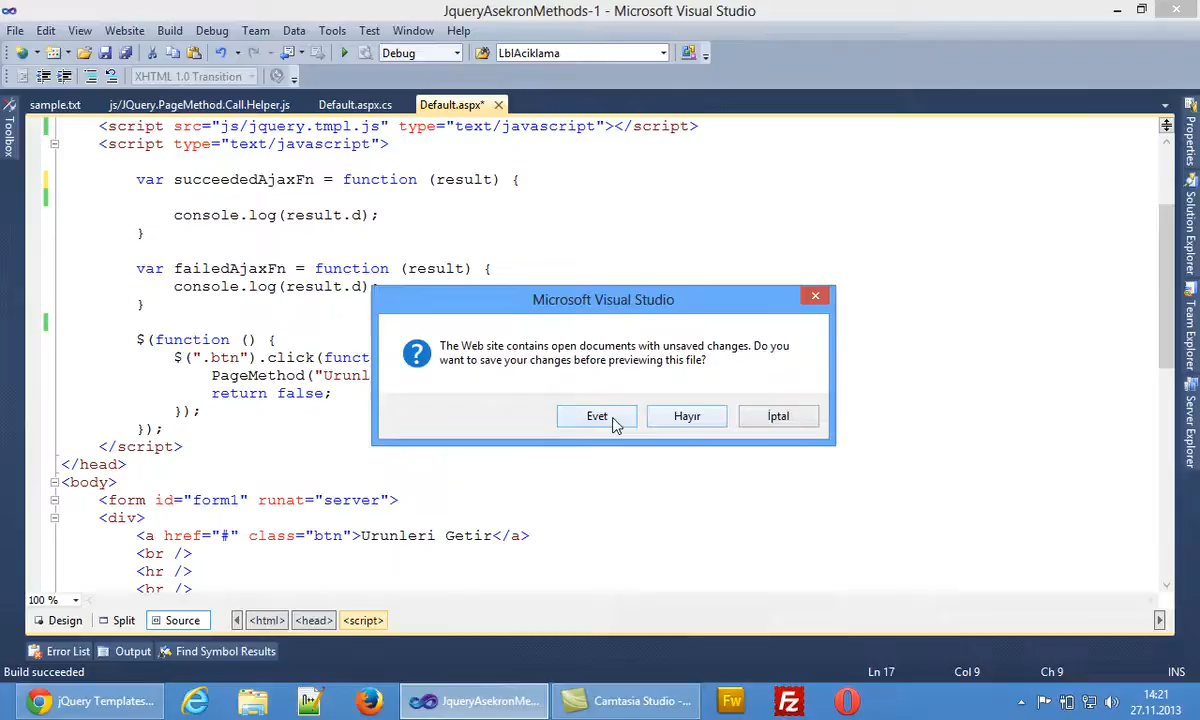 JqueryAsekronMethods-1 - Microsoft Visual Studio
File Edit View Website Build Debug Team Data Tools Test Window Help
Debug LblAciklama
XHTML 1.0 Transition
sample.txt js/JQuery.PageMethod.Call.Helper.js Default.aspx.cs Default.aspx*
Toolbox
<script src="js/jquery.tmpl.js" type="text/javascript"></script>
<script type="text/javascript">
var succeededAjaxFn = function (result) {
console.log(result.d);
}
var failedAjaxFn = function (result) {
console.log(result.d);
}
$(function () {
$(".btn").click(funct
PageMethod("Urunl
return false;
});
});
</script>
</head>
<body>
<form id="form1" runat="server">
<div>
<a href="#" class="btn">Urunleri Getir</a>
<br />
<hr />
<br />
Microsoft Visual Studio
The Web site contains open documents with unsaved changes. Do you
want to save your changes before previewing this file?
Evet Hayır İptal
Properties
Solution Explorer
Team Explorer
Server Explorer
100 %
Design Split Source <html> <head> <script>
Error List Output Find Symbol Results
Build succeeded Ln 17 Col 9 Ch 9 INS
jQuery Templates... JqueryAsekronMe... Camtasia Studio -... Fw Fz
14:21
27.11.2013